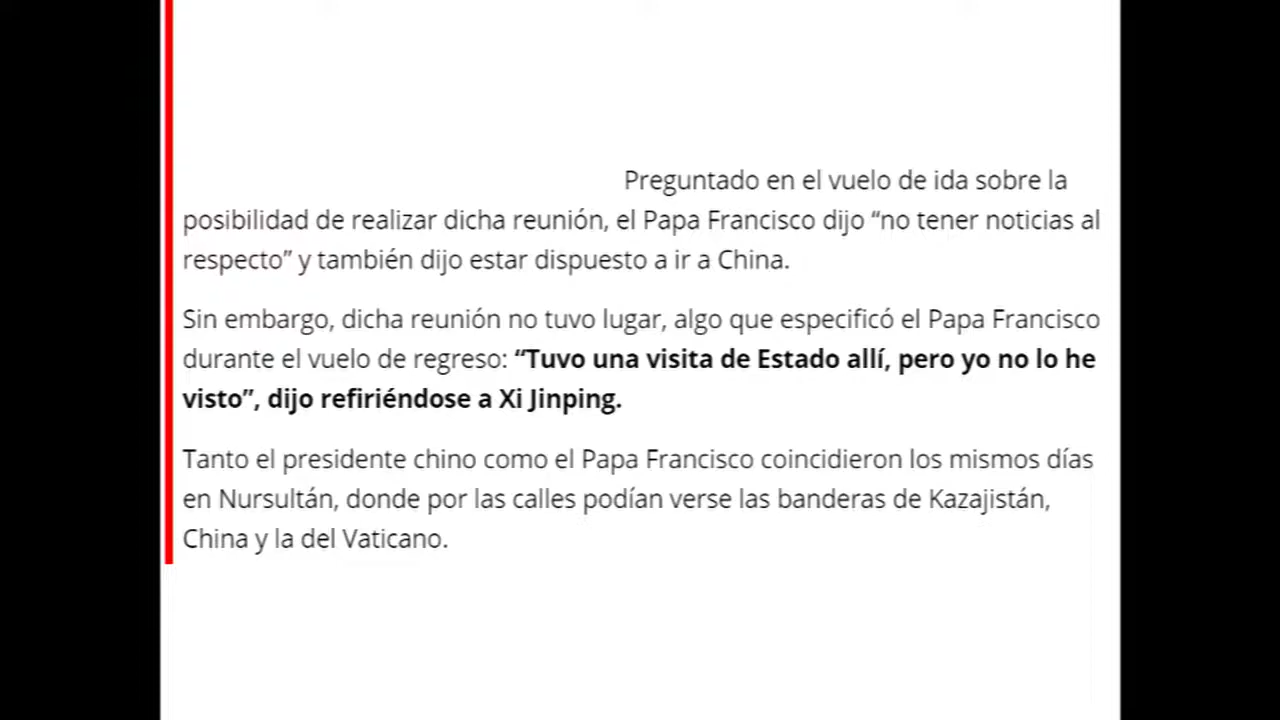 Preguntado en el vuelo de ida sobre la
posibilidad de realizar dicha reunión, el Papa Francisco dijo “no tener noticias al
respecto” y también dijo estar dispuesto a ir a China.
Sin embargo, dicha reunión no tuvo lugar, algo que especificó el Papa Francisco
durante el vuelo de regreso: “Tuvo una visita de Estado allí, pero yo no lo he
visto”, dijo refiriéndose a Xi Jinping.
Tanto el presidente chino como el Papa Francisco coincidieron los mismos días
en Nursultán, donde por las calles podían verse las banderas de Kazajistán,
China y la del Vaticano.